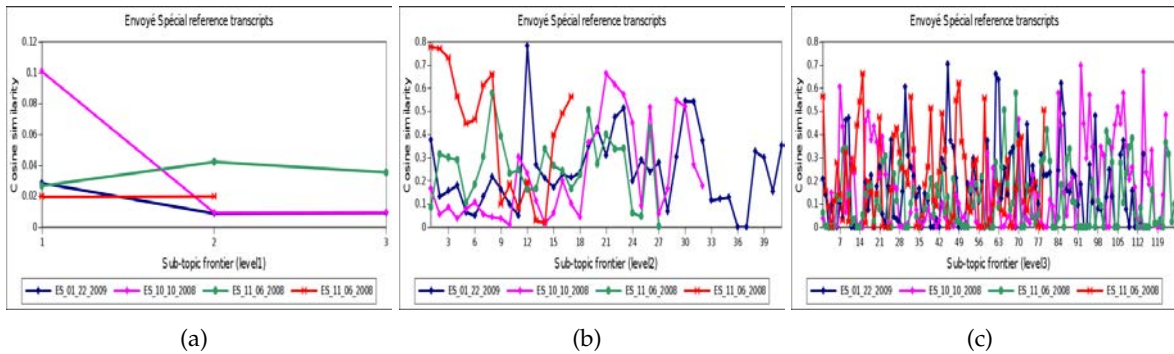 Envoyé Spécial reference transcripts
0.12
0.1
0.08
0.06
0.04
0.02
0
Cosine similarity
1 2 3
Sub-topic frontier (level1)
ES_01_22_2009 ES_10_10_2008 ES_11_06_2008 ES_11_06_2008
(a)
Envoyé Spécial reference transcripts
0.8
0.7
0.6
0.5
0.4
0.3
0.2
0.1
0
Cosine similarity
3 6 9 12 15 18 21 24 27 30 33 36 39
Sub-topic frontier (level2)
ES_01_22_2009 ES_10_10_2008 ES_11_06_2008 ES_11_06_2008
(b)
Envoyé Spécial reference transcripts
0.8
0.7
0.6
0.5
0.4
0.3
0.2
0.1
0
Cosine similarity
7 14 21 28 35 42 49 56 63 70 77 84 91 98 105 112 119
Sub-topic frontier (level3)
ES_01_22_2009 ES_10_10_2008 ES_11_06_2008 ES_11_06_2008
(c)